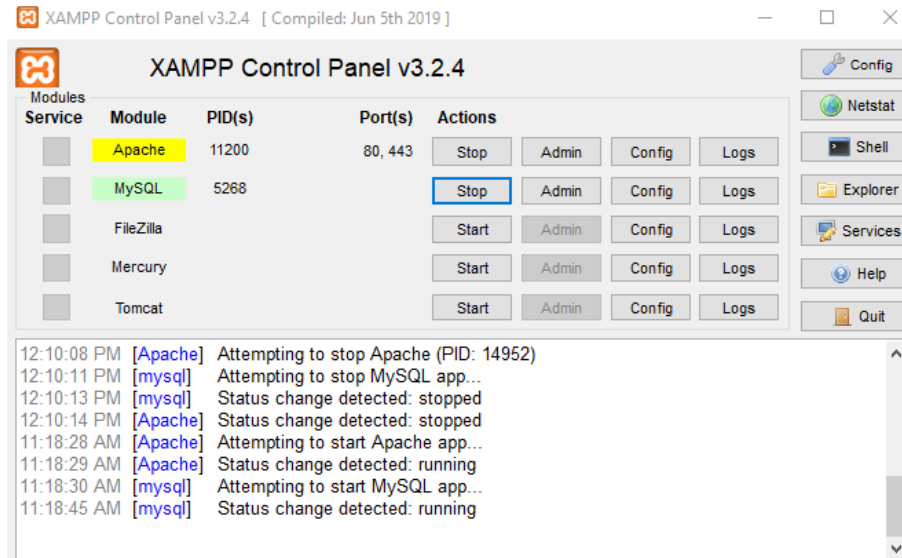 XAMPP Control Panel v3.2.4 [ Compiled: Jun 5th 2019 ]
XAMPP Control Panel v3.2.4
Config
Modules
Service Module PID(s) Port(s) Actions
Netstat
Apache 11200 80, 443 Stop Admin Config Logs
Shell
MySQL 5268 Stop Admin Config Logs
Explorer
FileZilla Start Admin Config Logs
Services
Mercury Start Admin Config Logs
Help
Tomcat Start Admin Config Logs
Quit
12:10:08 PM [Apache] Attempting to stop Apache (PID: 14952)
12:10:11 PM [mysql] Attempting to stop MySQL app...
12:10:13 PM [mysql] Status change detected: stopped
12:10:14 PM [Apache] Status change detected: stopped
11:18:28 AM [Apache] Attempting to start Apache app...
11:18:29 AM [Apache] Status change detected: running
11:18:30 AM [mysql] Attempting to start MySQL app...
11:18:45 AM [mysql] Status change detected: running